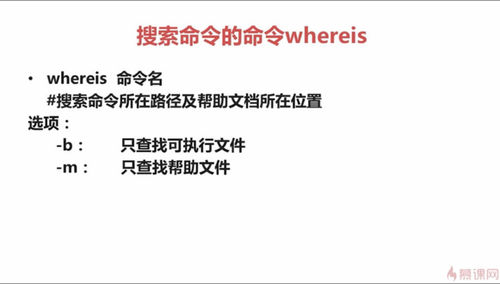 搜索命令的命令whereis
• whereis 命令名
#搜索命令所在路径及帮助文档所在位置
选项：
-b： 只查找可执行文件
-m： 只查找帮助文件
慕课网